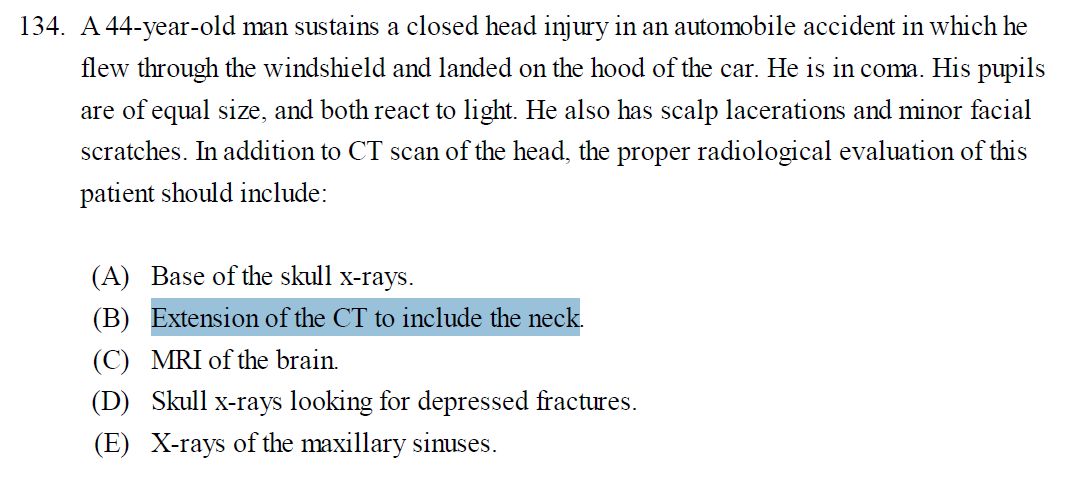 134. A 44-year-old man sustains a closed head injury in an automobile accident in which he
flew through the windshield and landed on the hood of the car. He is in coma. His pupils
are of equal size, and both react to light. He also has scalp lacerations and minor facial
scratches. In addition to CT scan of the head, the proper radiological evaluation of this
patient should include:
(A) Base of the skull x-rays.
(B) Extension of the CT to include the neck.
(C) MRI of the brain.
(D) Skull x-rays looking for depressed fractures.
(E) X-rays of the maxillary sinuses.